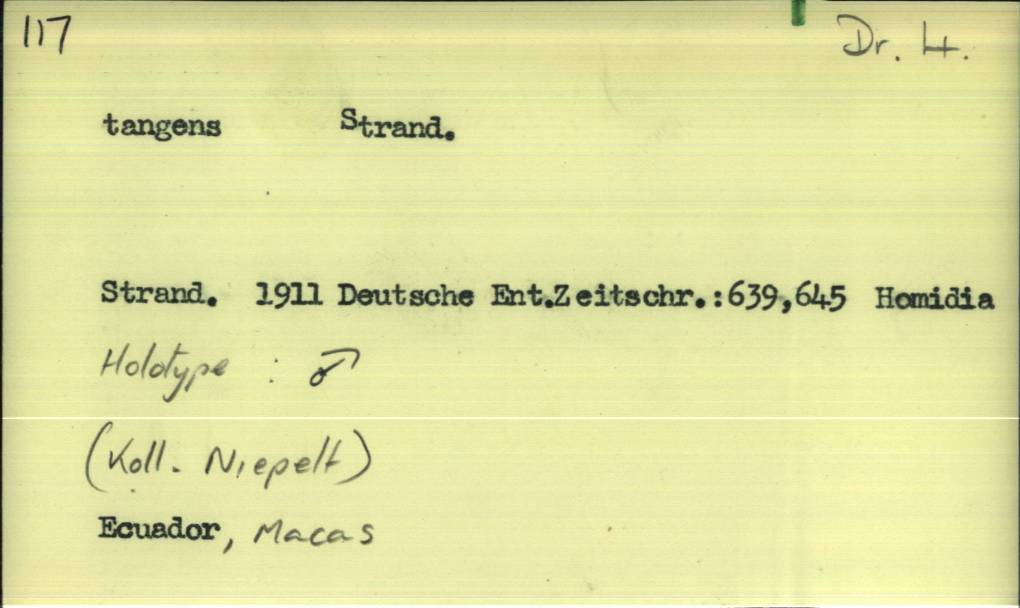 117
Dr. H.
tangens Strand.
Strand. 1911 Deutsche Ent.Zeitschr.:639,645 Homidia
Holotype : ♂
(Koll. Niepelt)
Ecuador, Macas